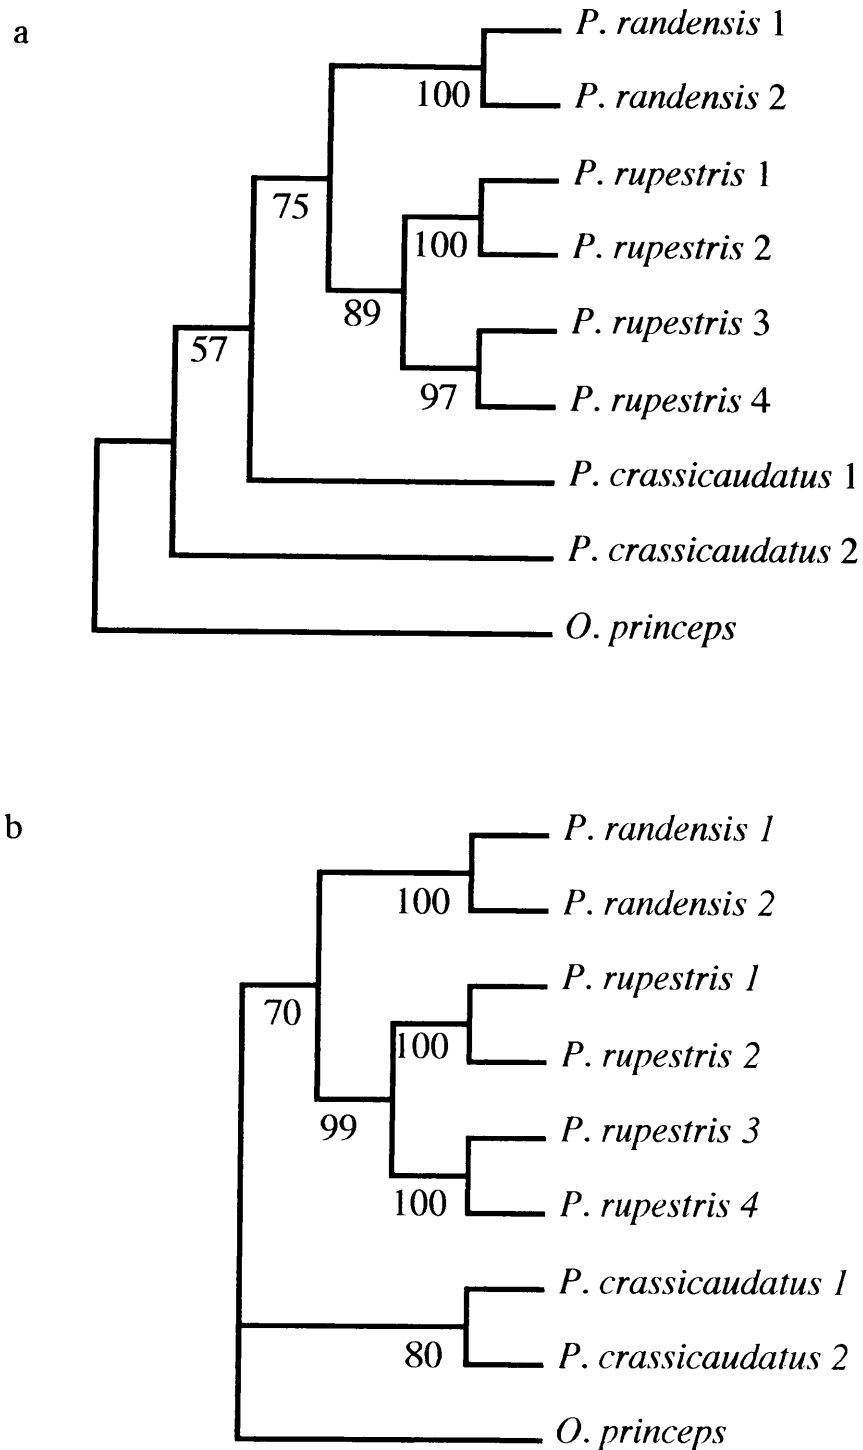 a
P. randensis 1
100
P. randensis 2
P. rupestris 1
75
100
P. rupestris 2
89
P. rupestris 3
57
97
P. rupestris 4
P. crassicaudatus 1
P. crassicaudatus 2
O. princeps
b
P. randensis 1
100
P. randensis 2
P. rupestris 1
70
100
P. rupestris 2
99
P. rupestris 3
100
P. rupestris 4
P. crassicaudatus 1
80
P. crassicaudatus 2
O. princeps